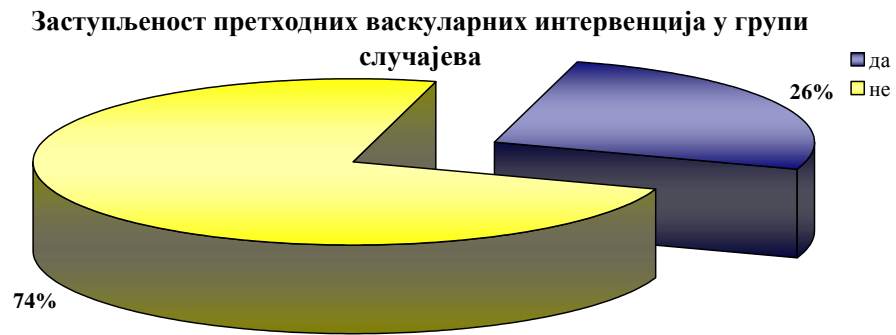 Заступљеност претходних васкуларних интервенција у групи
случајева
да
26%
не
74%